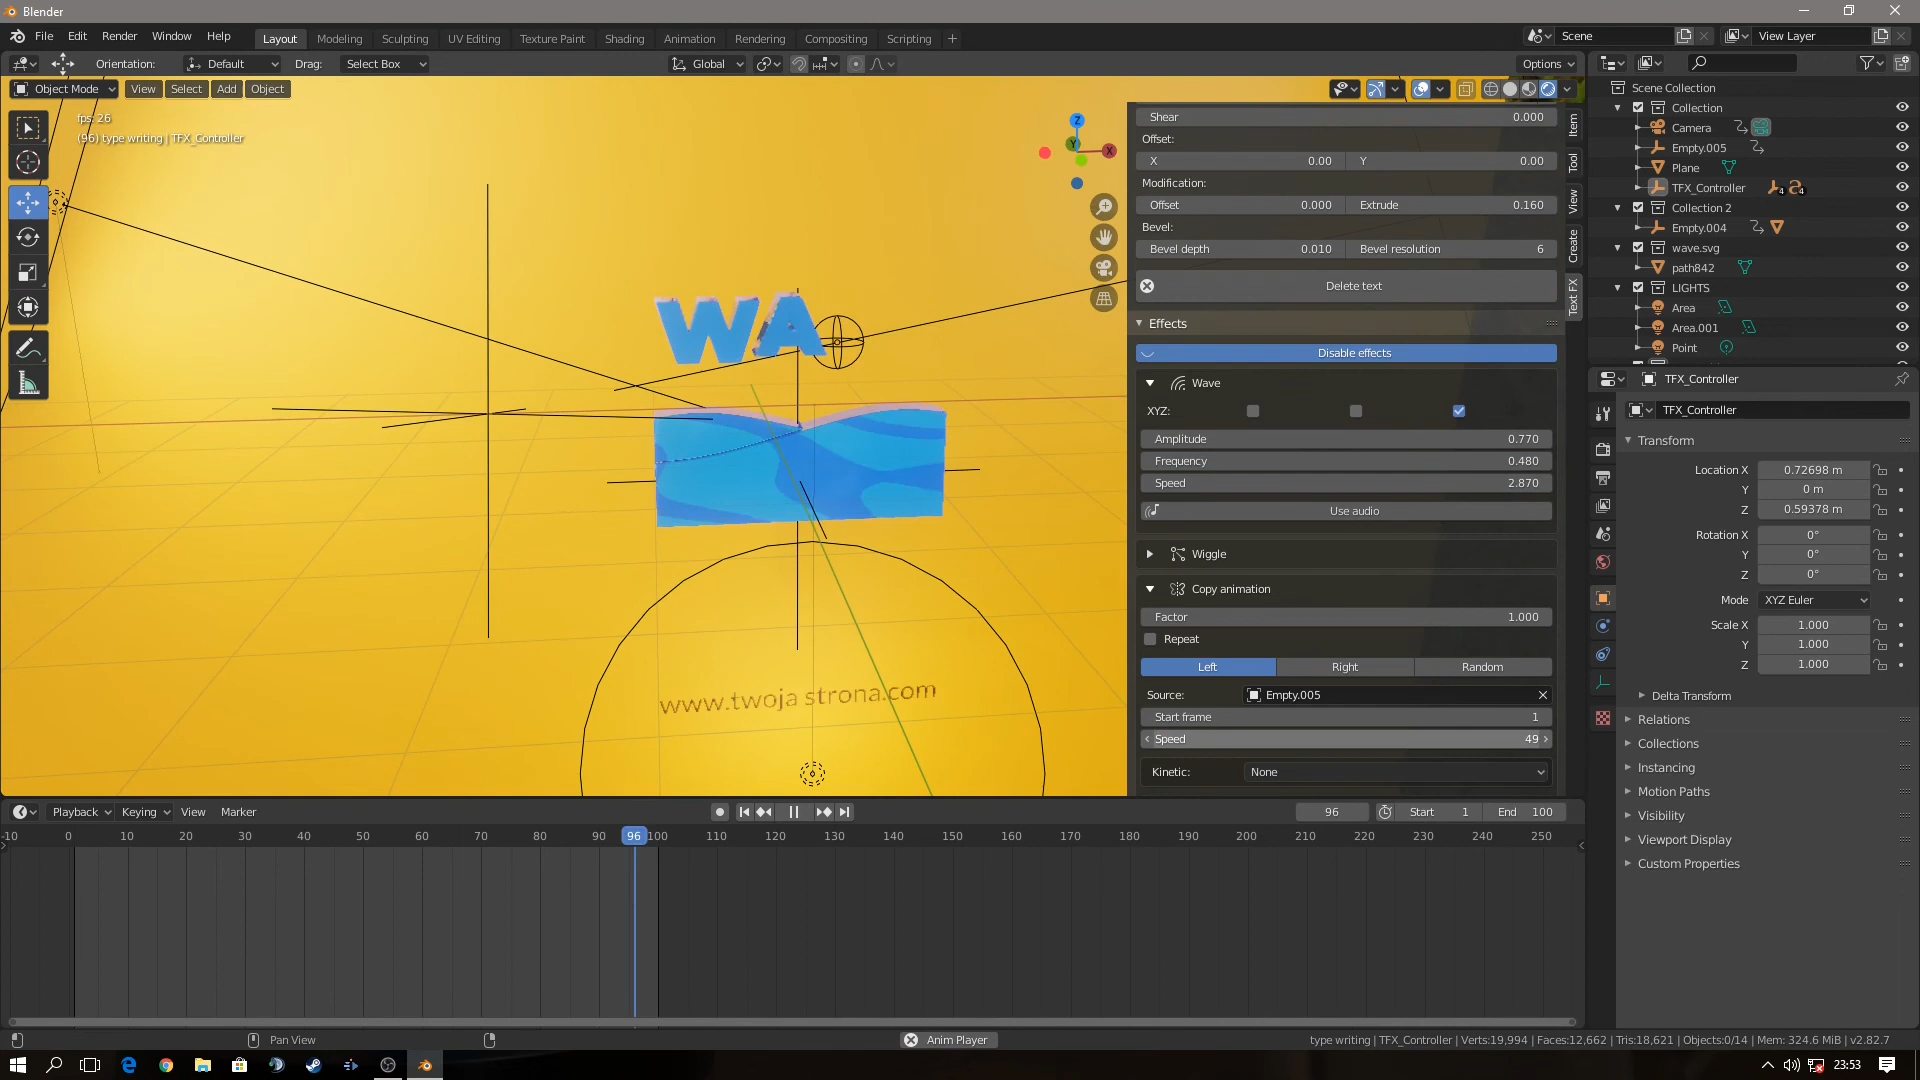 Blender
File Edit Render Window Help
Layout Modeling Sculpting UV Editing Texture Paint Shading Animation Rendering Compositing Scripting
Scene
View Layer
Orientation: Default Drag: Select Box
Global
Options
Object Mode View Select Add Object
fps: 26
(96) type writing | TFX_Controller
Z
Y
X
WA
www.twoja strona.com
Shear 0.000
Offset:
X 0.00 Y 0.00
Modification:
Offset 0.000 Extrude 0.160
Bevel:
Bevel depth 0.010 Bevel resolution 6
Delete text
Effects
Disable effects
Wave
XYZ:
Amplitude 0.770
Frequency 0.480
Speed 2.870
Use audio
Wiggle
Copy animation
Factor 1.000
Repeat
Left Right Random
Source: Empty.005
Start frame 1
Speed 49
Kinetic: None
Item
Tool
View
Create
Text FX
Scene Collection
Collection
Camera
Empty.005
Plane
TFX_Controller 4 4
Collection 2
Empty.004
wave.svg
path842
LIGHTS
Area
Area.001
Point
TFX_Controller
TFX_Controller
Transform
Location X 0.72698 m
Y 0 m
Z 0.59378 m
Rotation X 0°
Y 0°
Z 0°
Mode XYZ Euler
Scale X 1.000
Y 1.000
Z 1.000
Delta Transform
Relations
Collections
Instancing
Motion Paths
Visibility
Viewport Display
Custom Properties
Playback Keying View Marker
96 Start 1 End 100
-10 0 10 20 30 40 50 60 70 80 90 96 100 110 120 130 140 150 160 170 180 190 200 210 220 230 240 250
Pan View
Anim Player
type writing | TFX_Controller | Verts:19,994 | Faces:12,662 | Tris:18,621 | Objects:0/14 | Mem: 324.6 MiB | v2.82.7
23:53